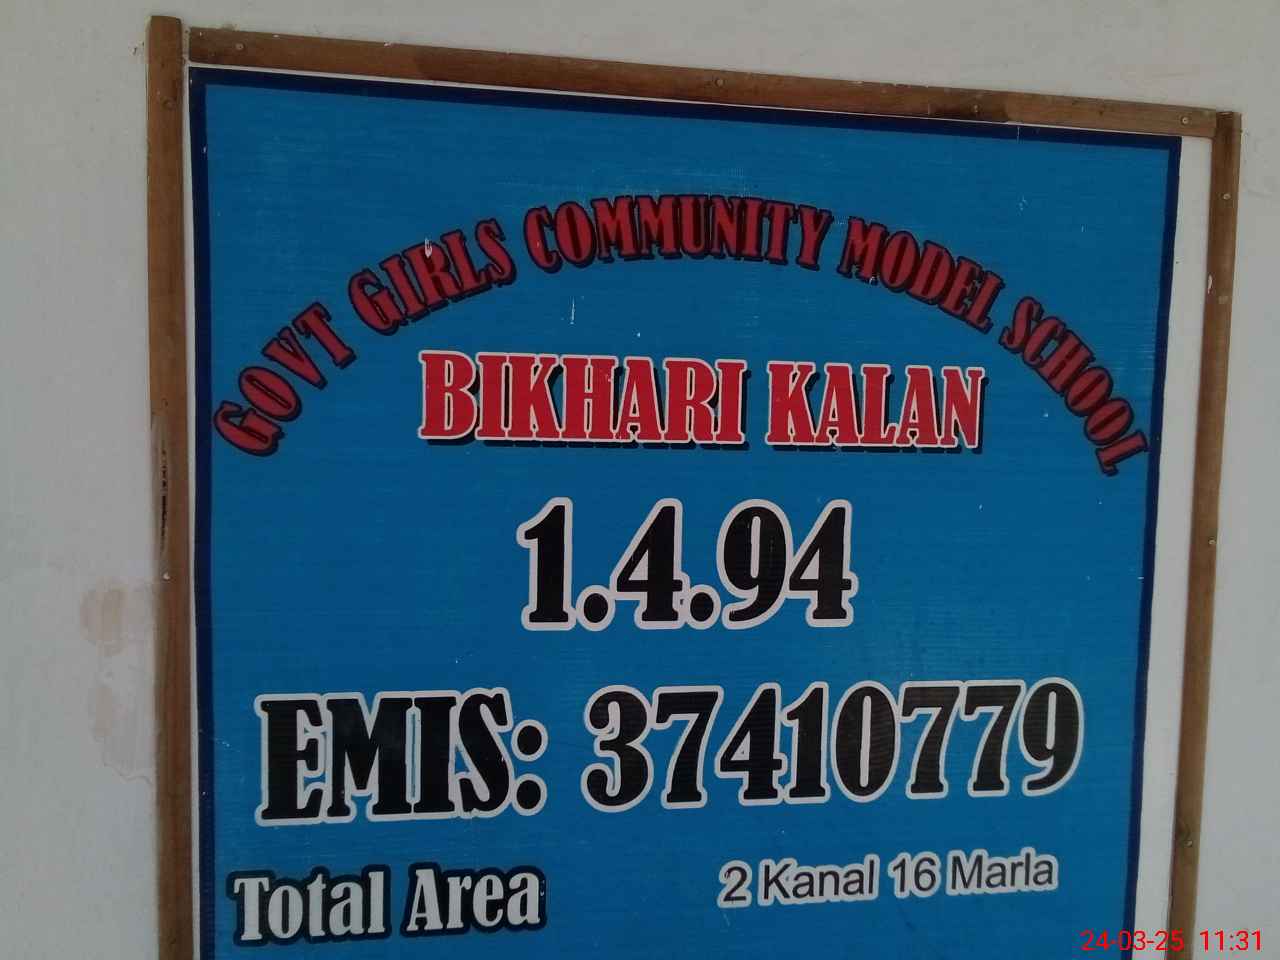 GOVT GIRLS COMMUNITY MODEL SCHOOL
BIKHARI KALAN
1.4.94
EMIS: 37410779
Total Area 2 Kanal 16 Marla
24-03-25 11:31